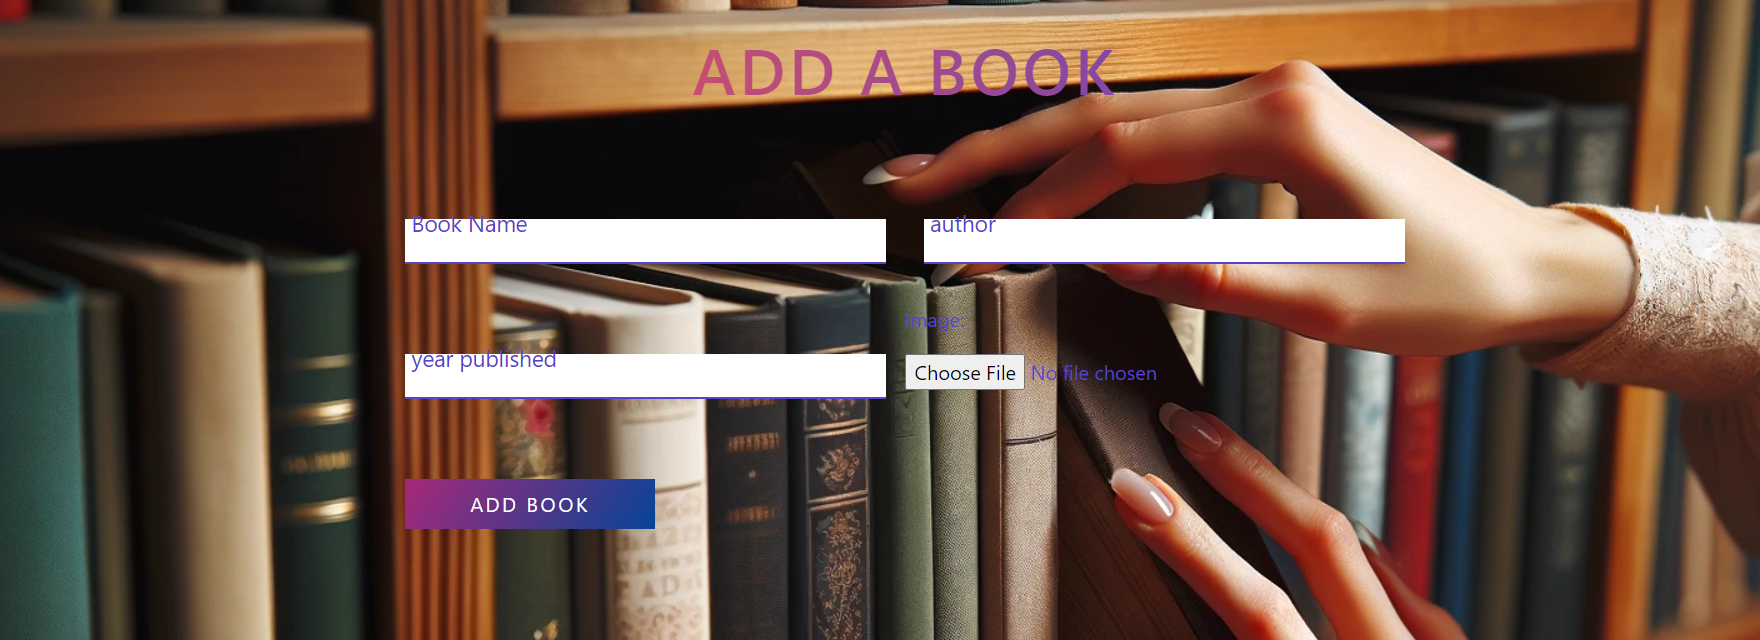 ADD A BOOK
Book Name
author
Image:
year published
Choose File No file chosen
ADD BOOK